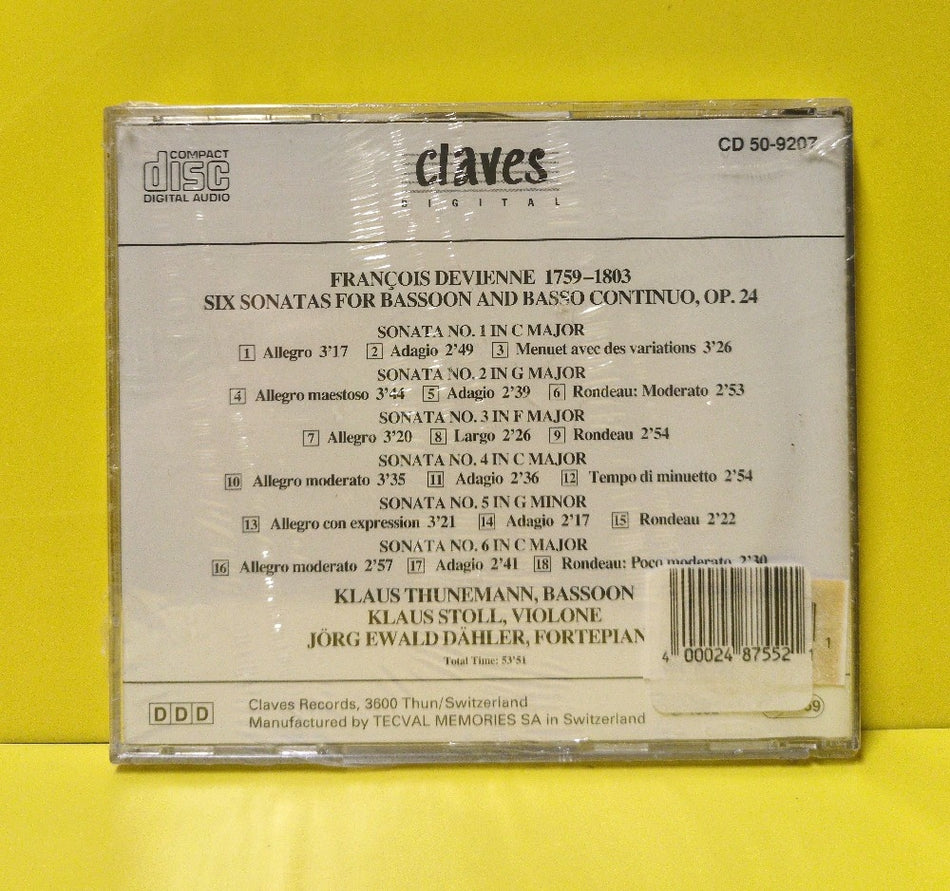 COMPACT
disc
DIGITAL AUDIO
claves
DIGITAL
CD 50-9207
FRANÇOIS DEVIENNE 1759–1803
SIX SONATAS FOR BASSOON AND BASSO CONTINUO, OP. 24
SONATA NO. 1 IN C MAJOR
1 Allegro 3’17 2 Adagio 2’49 3 Menuet avec des variations 3’26
SONATA NO. 2 IN G MAJOR
4 Allegro maestoso 3’44 5 Adagio 2’39 6 Rondeau: Moderato 2’53
SONATA NO. 3 IN F MAJOR
7 Allegro 3’20 8 Largo 2’26 9 Rondeau 2’54
SONATA NO. 4 IN C MAJOR
10 Allegro moderato 3’35 11 Adagio 2’36 12 Tempo di minuetto 2’54
SONATA NO. 5 IN G MINOR
13 Allegro con expression 3’21 14 Adagio 2’17 15 Rondeau 2’22
SONATA NO. 6 IN C MAJOR
16 Allegro moderato 2’57 17 Adagio 2’41 18 Rondeau: Poco moderato 2’30
KLAUS THUNEMANN, BASSOON
KLAUS STOLL, VIOLONE
JÖRG EWALD DÄHLER, FORTEPIAN
Total Time: 53’51
4 00024 87552 1
1
DDD
Claves Records, 3600 Thun/Switzerland
Manufactured by TECVAL MEMORIES SA in Switzerland